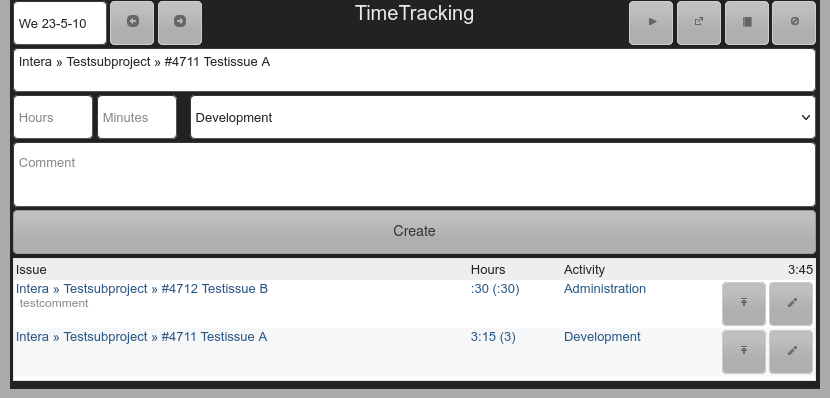 We 23-5-10
TimeTracking
Intera » Testsubproject » #4711 Testissue A
Hours Minutes Development
Comment
Create
Issue Hours Activity 3:45
Intera » Testsubproject » #4712 Testissue B :30 (:30) Administration
testcomment
Intera » Testsubproject » #4711 Testissue A 3:15 (3) Development